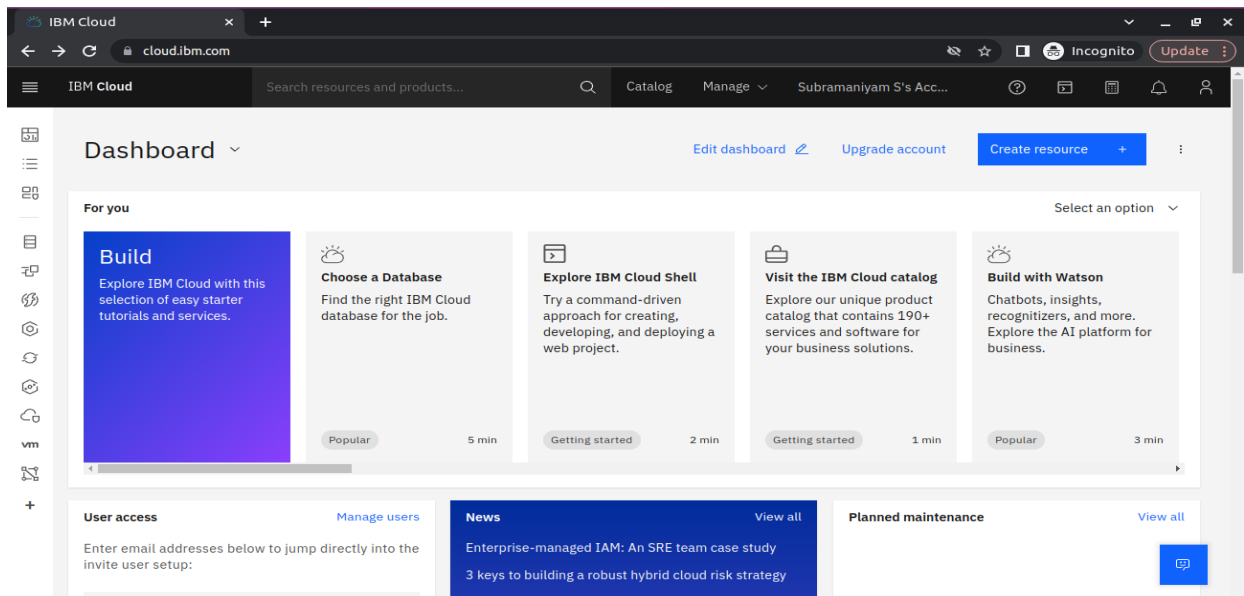 IBM Cloud
cloud.ibm.com
Incognito
Update
IBM Cloud
Search resources and products...
Catalog
Manage
Subramaniyam S's Acc...
Dashboard
Edit dashboard
Upgrade account
Create resource +
For you
Select an option
Build
Explore IBM Cloud with this
selection of easy starter
tutorials and services.
Choose a Database
Find the right IBM Cloud
database for the job.
Popular
5 min
Explore IBM Cloud Shell
Try a command-driven
approach for creating,
developing, and deploying a
web project.
Getting started
2 min
Visit the IBM Cloud catalog
Explore our unique product
catalog that contains 190+
services and software for
your business solutions.
Getting started
1 min
Build with Watson
Chatbots, insights,
recognitizers, and more.
Explore the AI platform for
business.
Popular
3 min
vm
User access
Manage users
Enter email addresses below to jump directly into the
invite user setup:
News
View all
Enterprise-managed IAM: An SRE team case study
3 keys to building a robust hybrid cloud risk strategy
Planned maintenance
View all